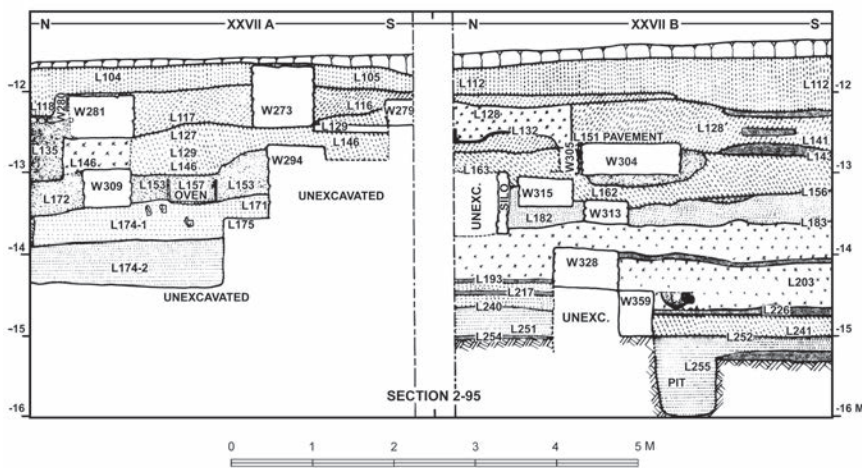 N XXVII A S N XXVII B S
-12 L104 L105 L112 L112 -12
L118 W280 W281 W273 L116 W279
L117 L128 L128
L127 L129 L132 L151 PAVEMENT L141
L135 L129 L143
-13 L146 L146 L146 W294 L163 W305 W304 -13
W309 L153 L157 L153 UNEXCAVATED W315 L162 L156
OVEN UNEXC. SILO
L172 L171 L182 W313 L183
L174-1 L175
-14 -14
L174-2 W328
L193 L203
UNEXCAVATED L217 W359
L240 UNEXC. L226
-15 L251 L241 -15
L254 L252
L255
PIT
-16 SECTION 2-95 -16 M
0 1 2 3 4 5 M